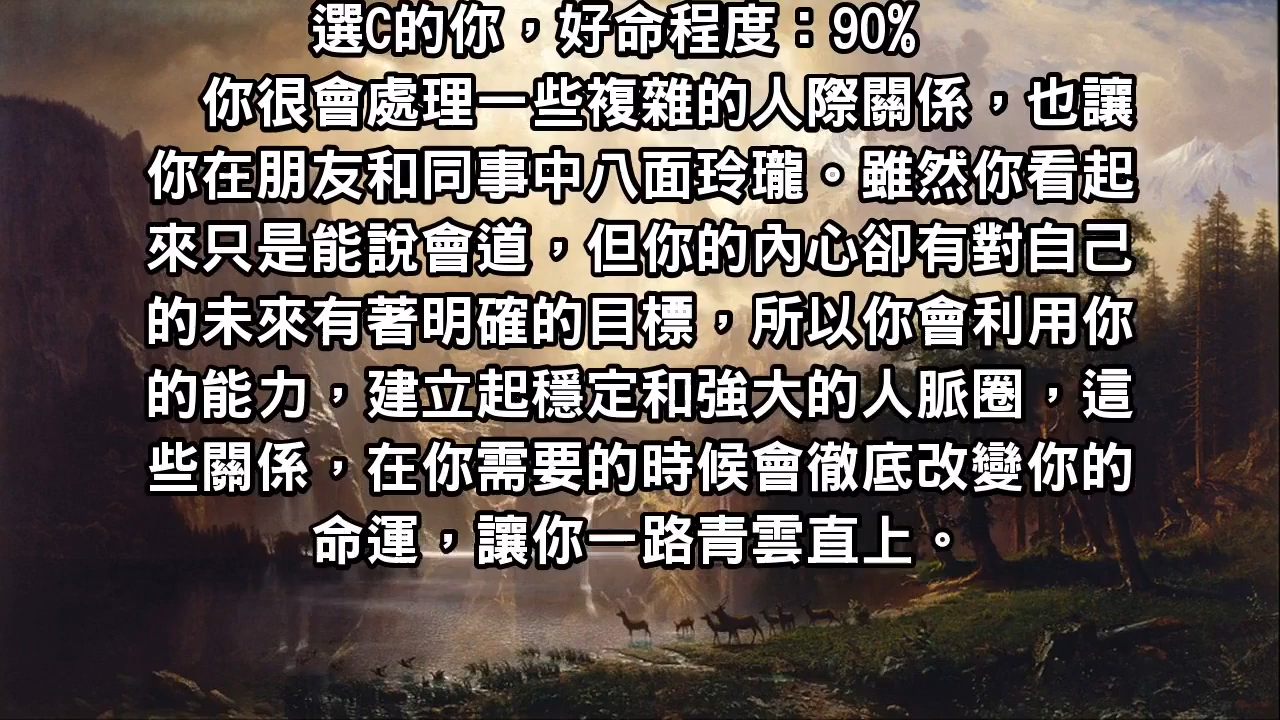 選C的你，好命程度：90%
你很會處理一些複雜的人際關係，也讓
你在朋友和同事中八面玲瓏。雖然你看起
來只是能說會道，但你的內心卻有對自己
的未來有著明確的目標，所以你會利用你
的能力，建立起穩定和強大的人脈圈，這
些關係，在你需要的時候會徹底改變你的
命運，讓你一路青雲直上。